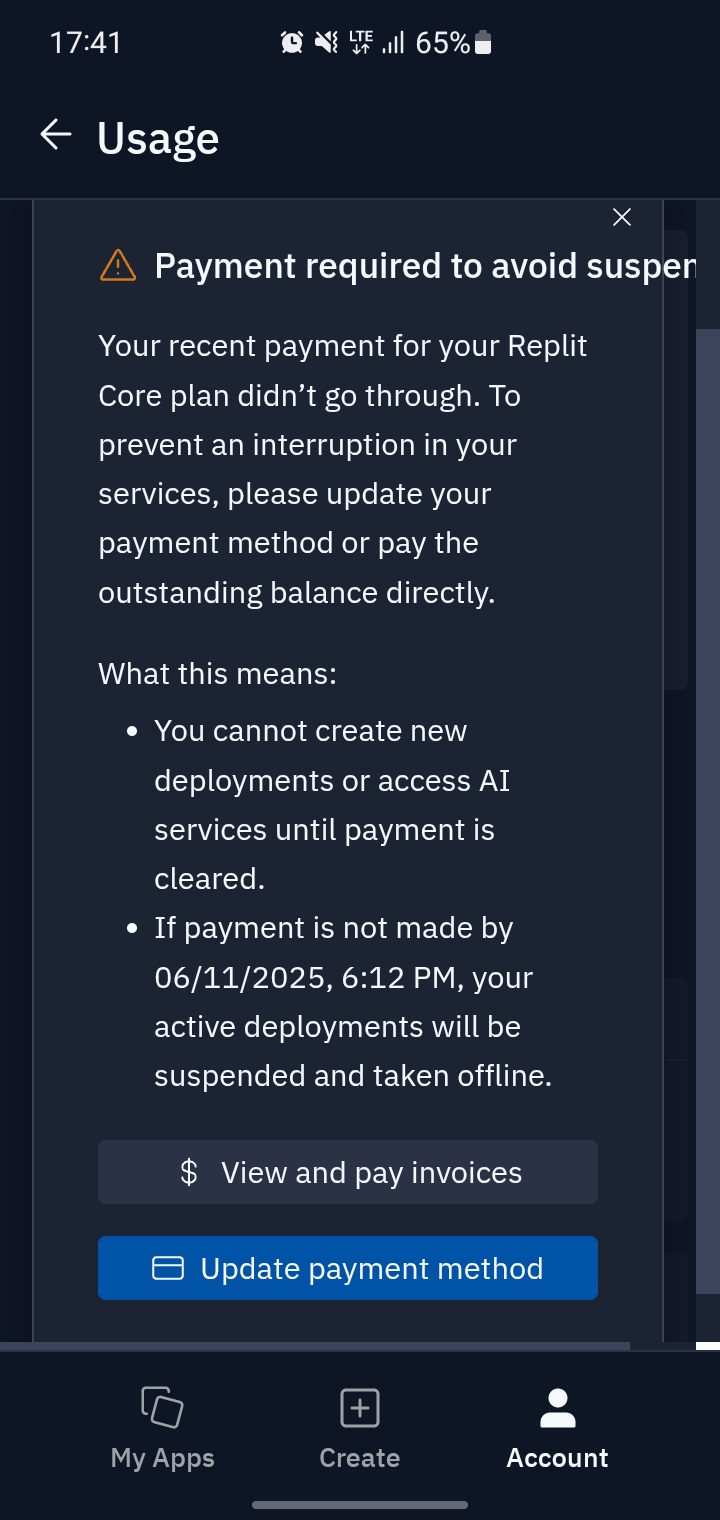 17:41 LTE 65%
Usage
Payment required to avoid suspen
Your recent payment for your Replit
Core plan didn’t go through. To
prevent an interruption in your
services, please update your
payment method or pay the
outstanding balance directly.
What this means:
• You cannot create new
deployments or access AI
services until payment is
cleared.
• If payment is not made by
06/11/2025, 6:12 PM, your
active deployments will be
suspended and taken offline.
$ View and pay invoices
Update payment method
My Apps Create Account